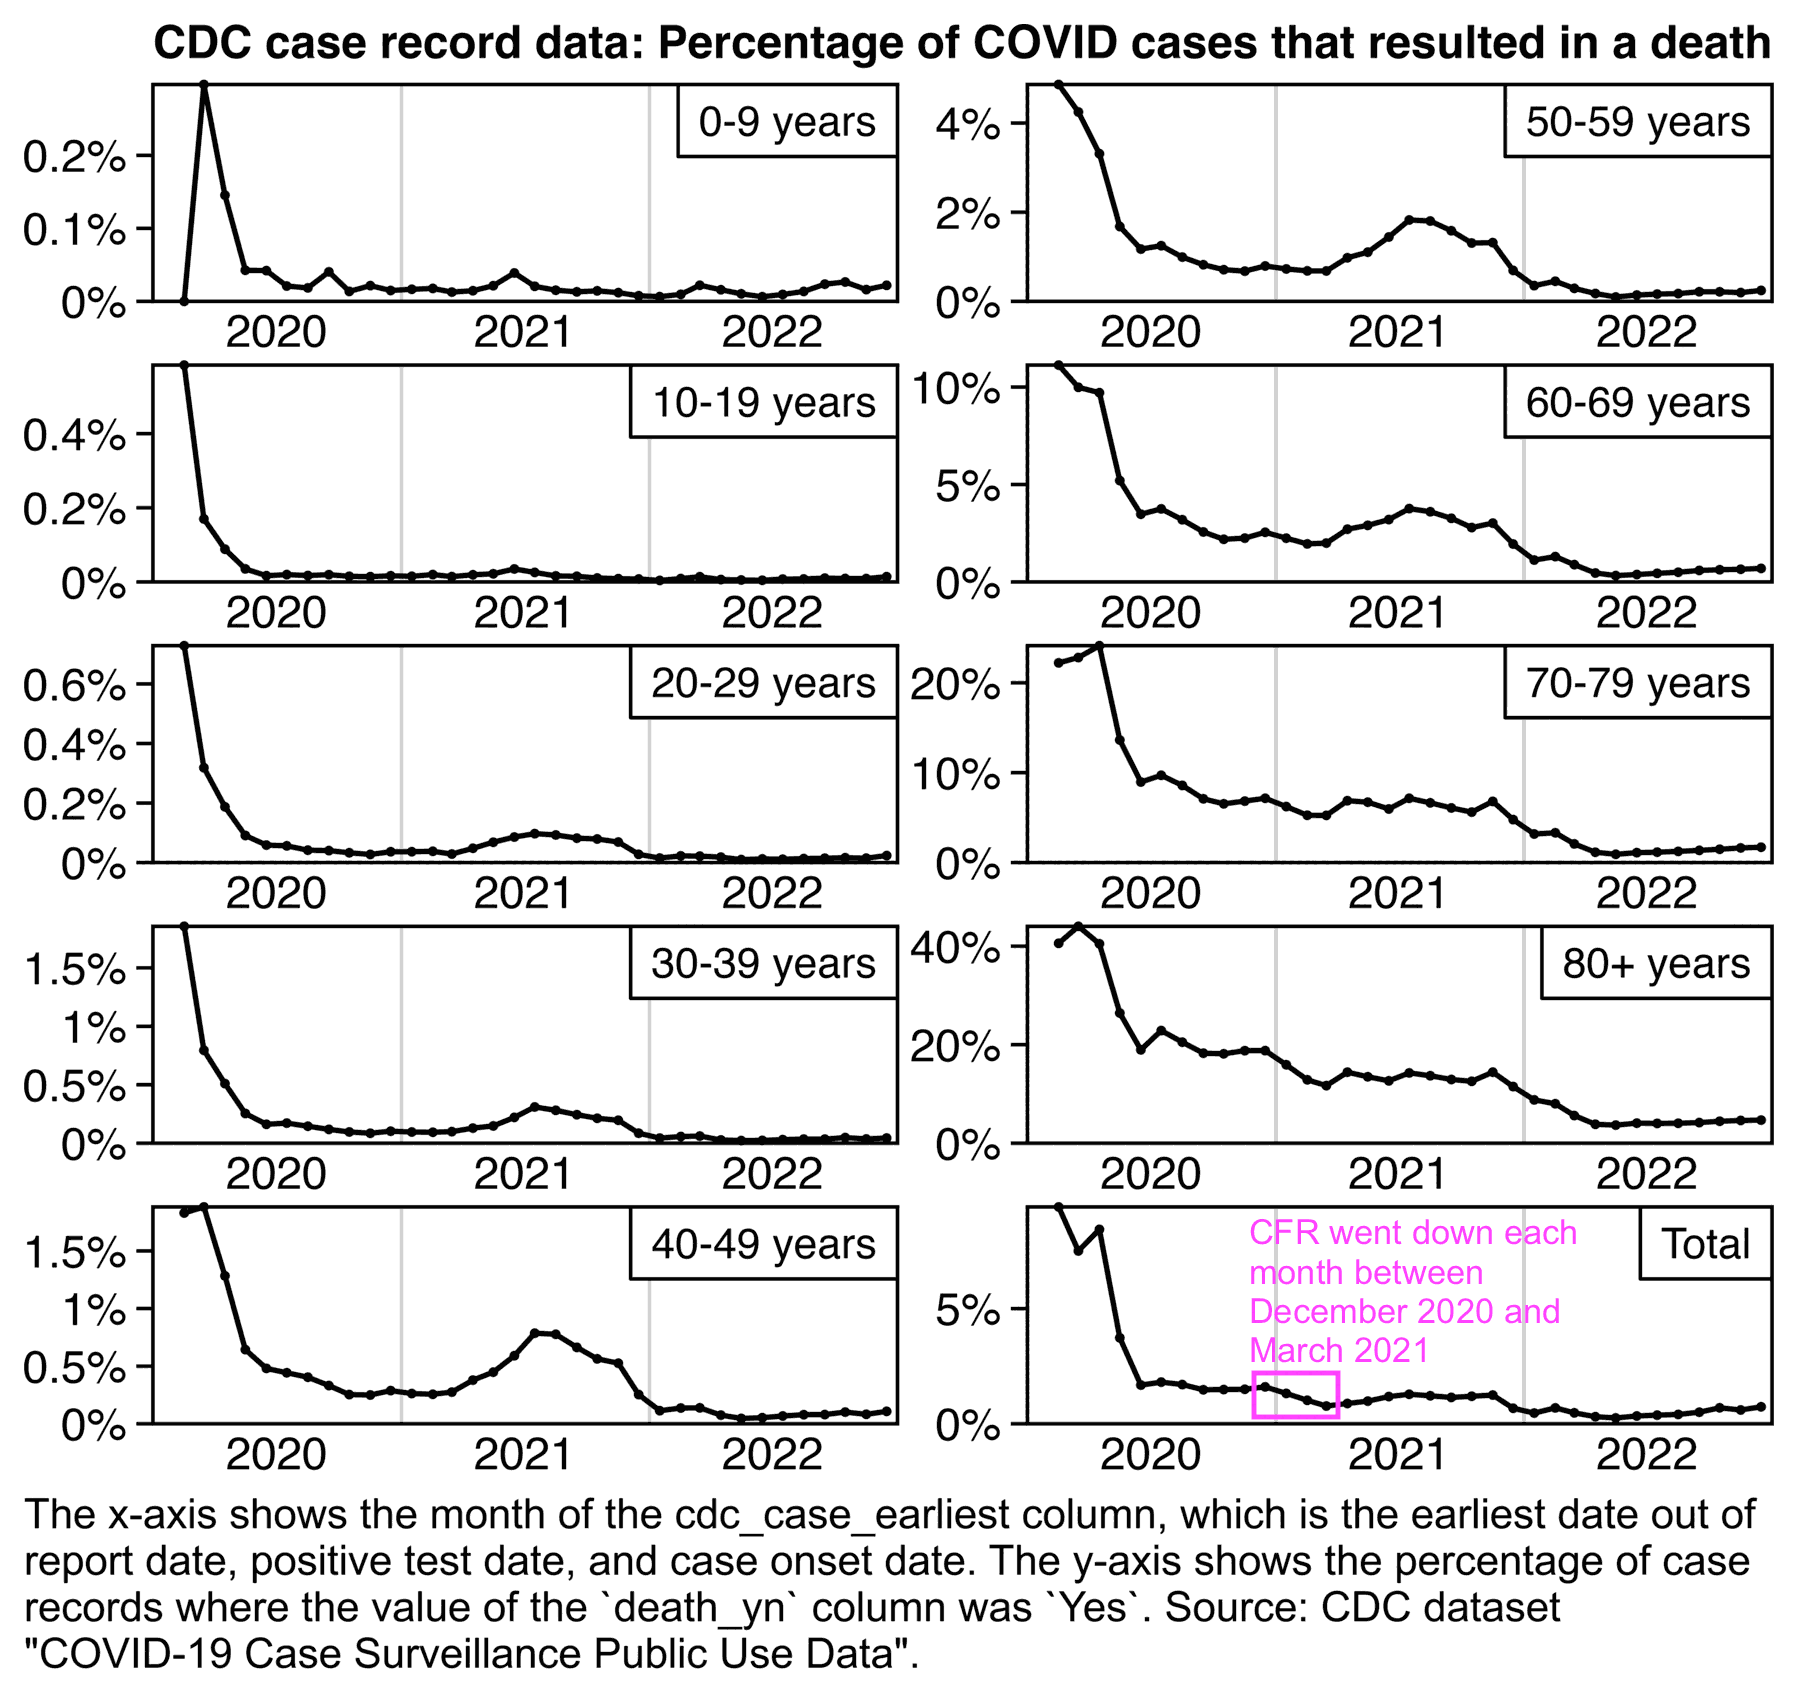 CDC case record data: Percentage of COVID cases that resulted in a death
0-9 years
0.2%
0.1%
0%
2020 2021 2022
10-19 years
0.4%
0.2%
0%
2020 2021 2022
20-29 years
0.6%
0.4%
0.2%
0%
2020 2021 2022
30-39 years
1.5%
1%
0.5%
0%
2020 2021 2022
40-49 years
1.5%
1%
0.5%
0%
2020 2021 2022
50-59 years
4%
2%
0%
2020 2021 2022
60-69 years
10%
5%
0%
2020 2021 2022
70-79 years
20%
10%
0%
2020 2021 2022
80+ years
40%
20%
0%
2020 2021 2022
Total
CFR went down each
month between
December 2020 and
March 2021
5%
0%
2020 2021 2022
The x-axis shows the month of the cdc_case_earliest column, which is the earliest date out of
report date, positive test date, and case onset date. The y-axis shows the percentage of case
records where the value of the `death_yn` column was `Yes`. Source: CDC dataset
"COVID-19 Case Surveillance Public Use Data".